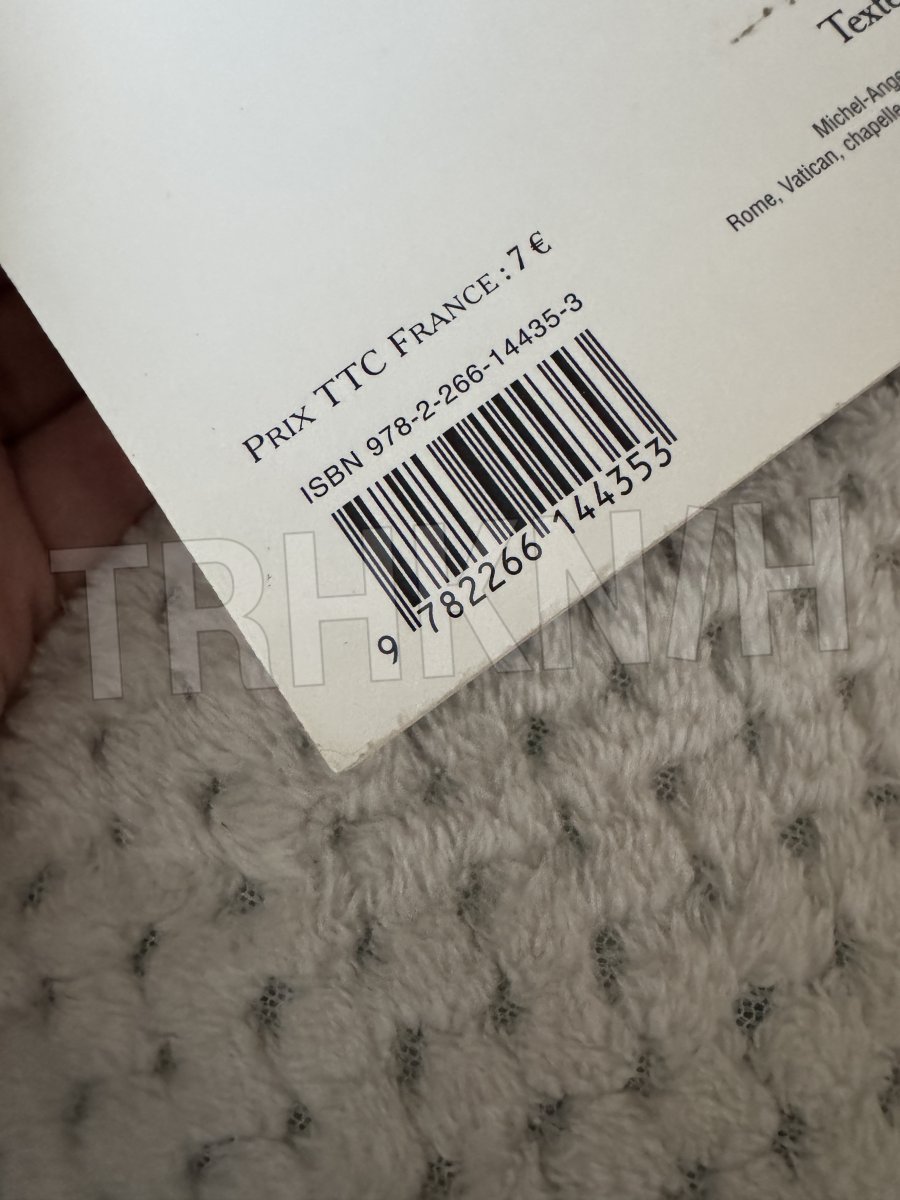 Texte
Michel-Ange
Rome, Vatican, chapelle
PRIX TTC FRANCE : 7 €
ISBN 978-2-266-14435-3
9 782266 144353
TRHKN/H